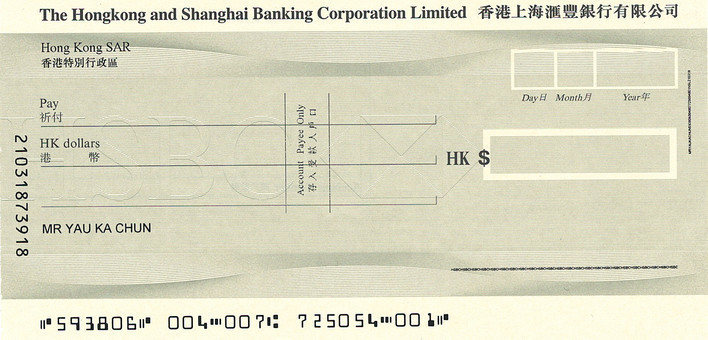 The Hongkong and Shanghai Banking Corporation Limited 香港上海滙豐銀行有限公司
Hong Kong SAR
香港特別行政區
Day日 Month月 Year年
Pay
祈付
HK dollars
港 幣
HK $
Account Payee Only
存入受款人戶口
21031873918
MR YAU KA CHUN
⑈593806⑈ 004⑉007⑆ 725054⑉001⑈